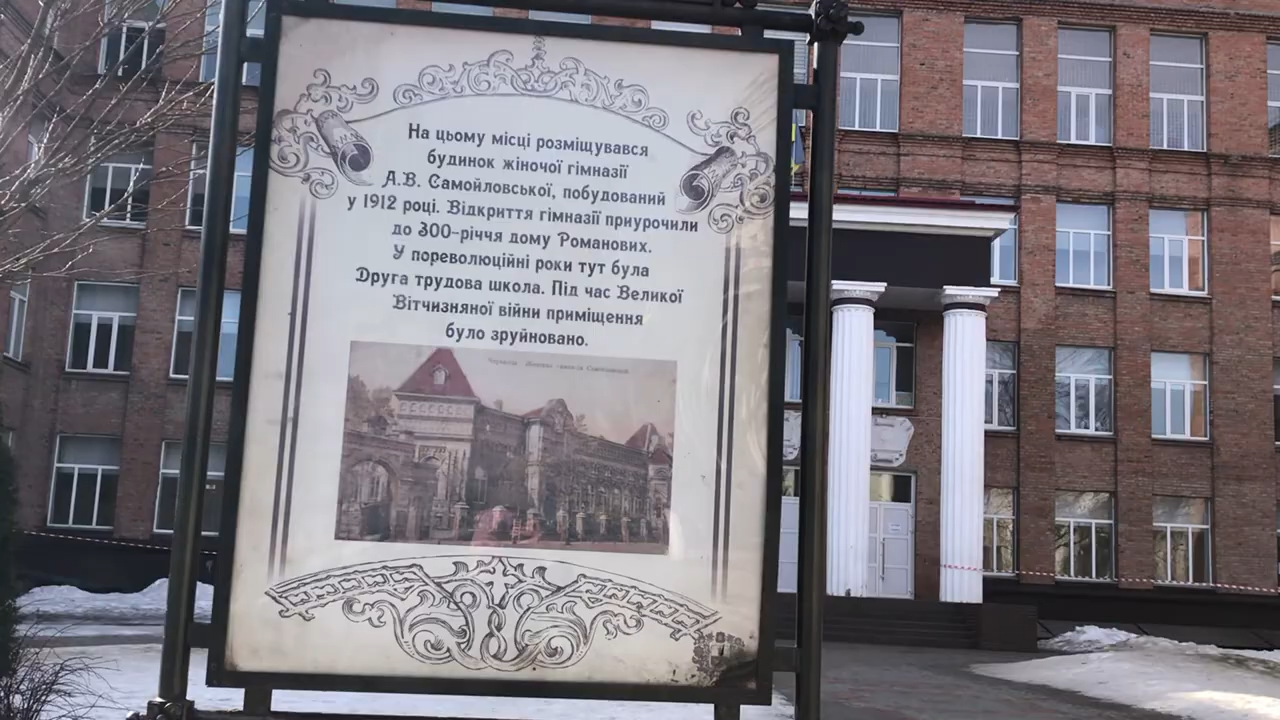 На цьому місці розміщувався
будинок жіночої гімназії
А.В. Самойловської, побудований
у 1912 році. Відкриття гімназії приурочили
до 300-річчя дому Романових.
У пореволюційні роки тут була
Друга трудова школа. Під час Великої
Вітчизняної війни приміщення
було зруйновано.